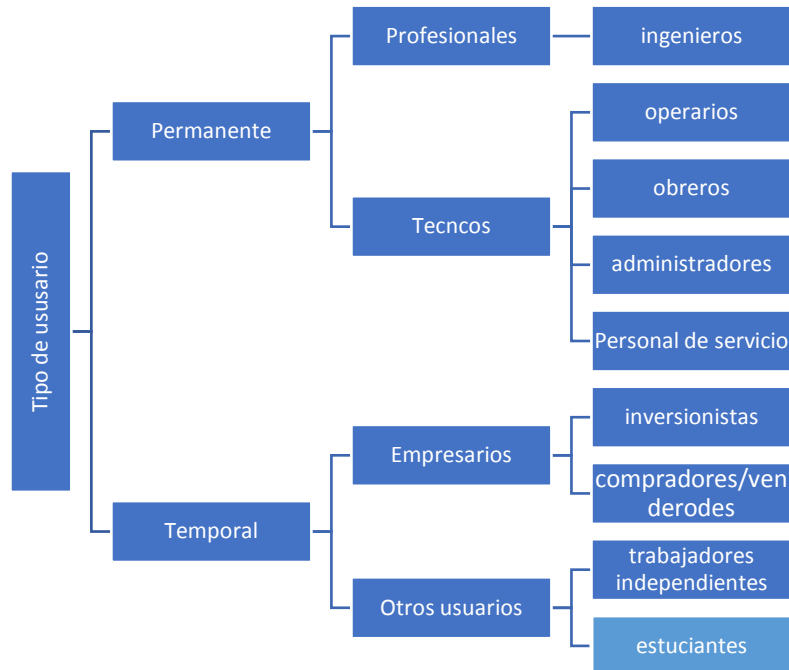 Tipo de ususario
Permanente
Profesionales
ingenieros
Tecncos
operarios
obreros
administradores
Personal de servicio
Temporal
Empresarios
inversionistas
compradores/ven
derodes
Otros usuarios
trabajadores
independientes
estuciantes